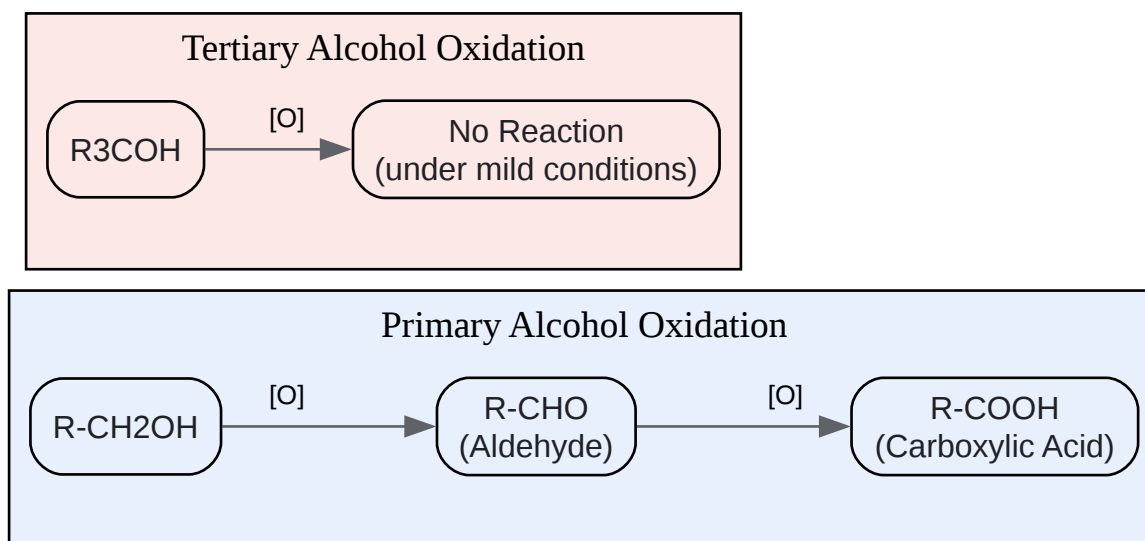 Tertiary Alcohol Oxidation
R3COH
[O]
No Reaction
(under mild conditions)
Primary Alcohol Oxidation
R-CH2OH
[O]
R-CHO
(Aldehyde)
[O]
R-COOH
(Carboxylic Acid)